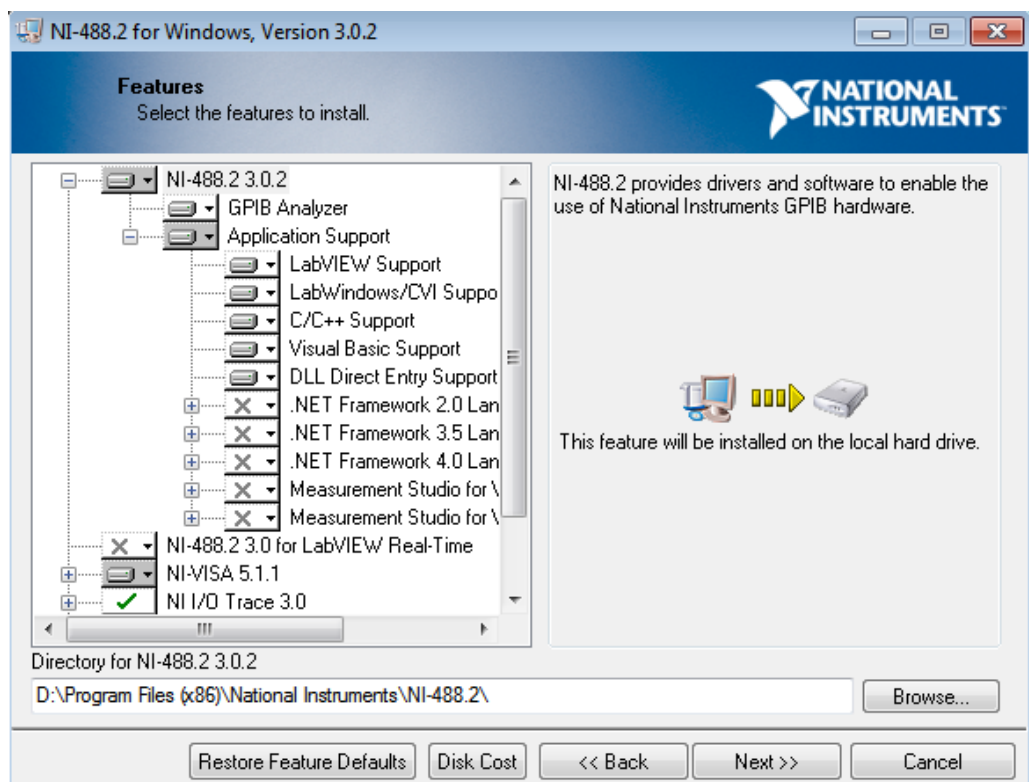 NI-488.2 for Windows, Version 3.0.2
Features
Select the features to install.
NATIONAL
INSTRUMENTS
NI-488.2 3.0.2
GPIB Analyzer
Application Support
LabVIEW Support
LabWindows/CVI Suppo
C/C++ Support
Visual Basic Support
DLL Direct Entry Support
.NET Framework 2.0 Lan
.NET Framework 3.5 Lan
.NET Framework 4.0 Lan
Measurement Studio for \
Measurement Studio for \
NI-488.2 3.0 for LabVIEW Real-Time
NI-VISA 5.1.1
NI I/O Trace 3.0
NI-488.2 provides drivers and software to enable the
use of National Instruments GPIB hardware.
This feature will be installed on the local hard drive.
Directory for NI-488.2 3.0.2
D:\Program Files (x86)\National Instruments\NI-488.2\
Browse...
Restore Feature Defaults
Disk Cost
<< Back
Next >>
Cancel